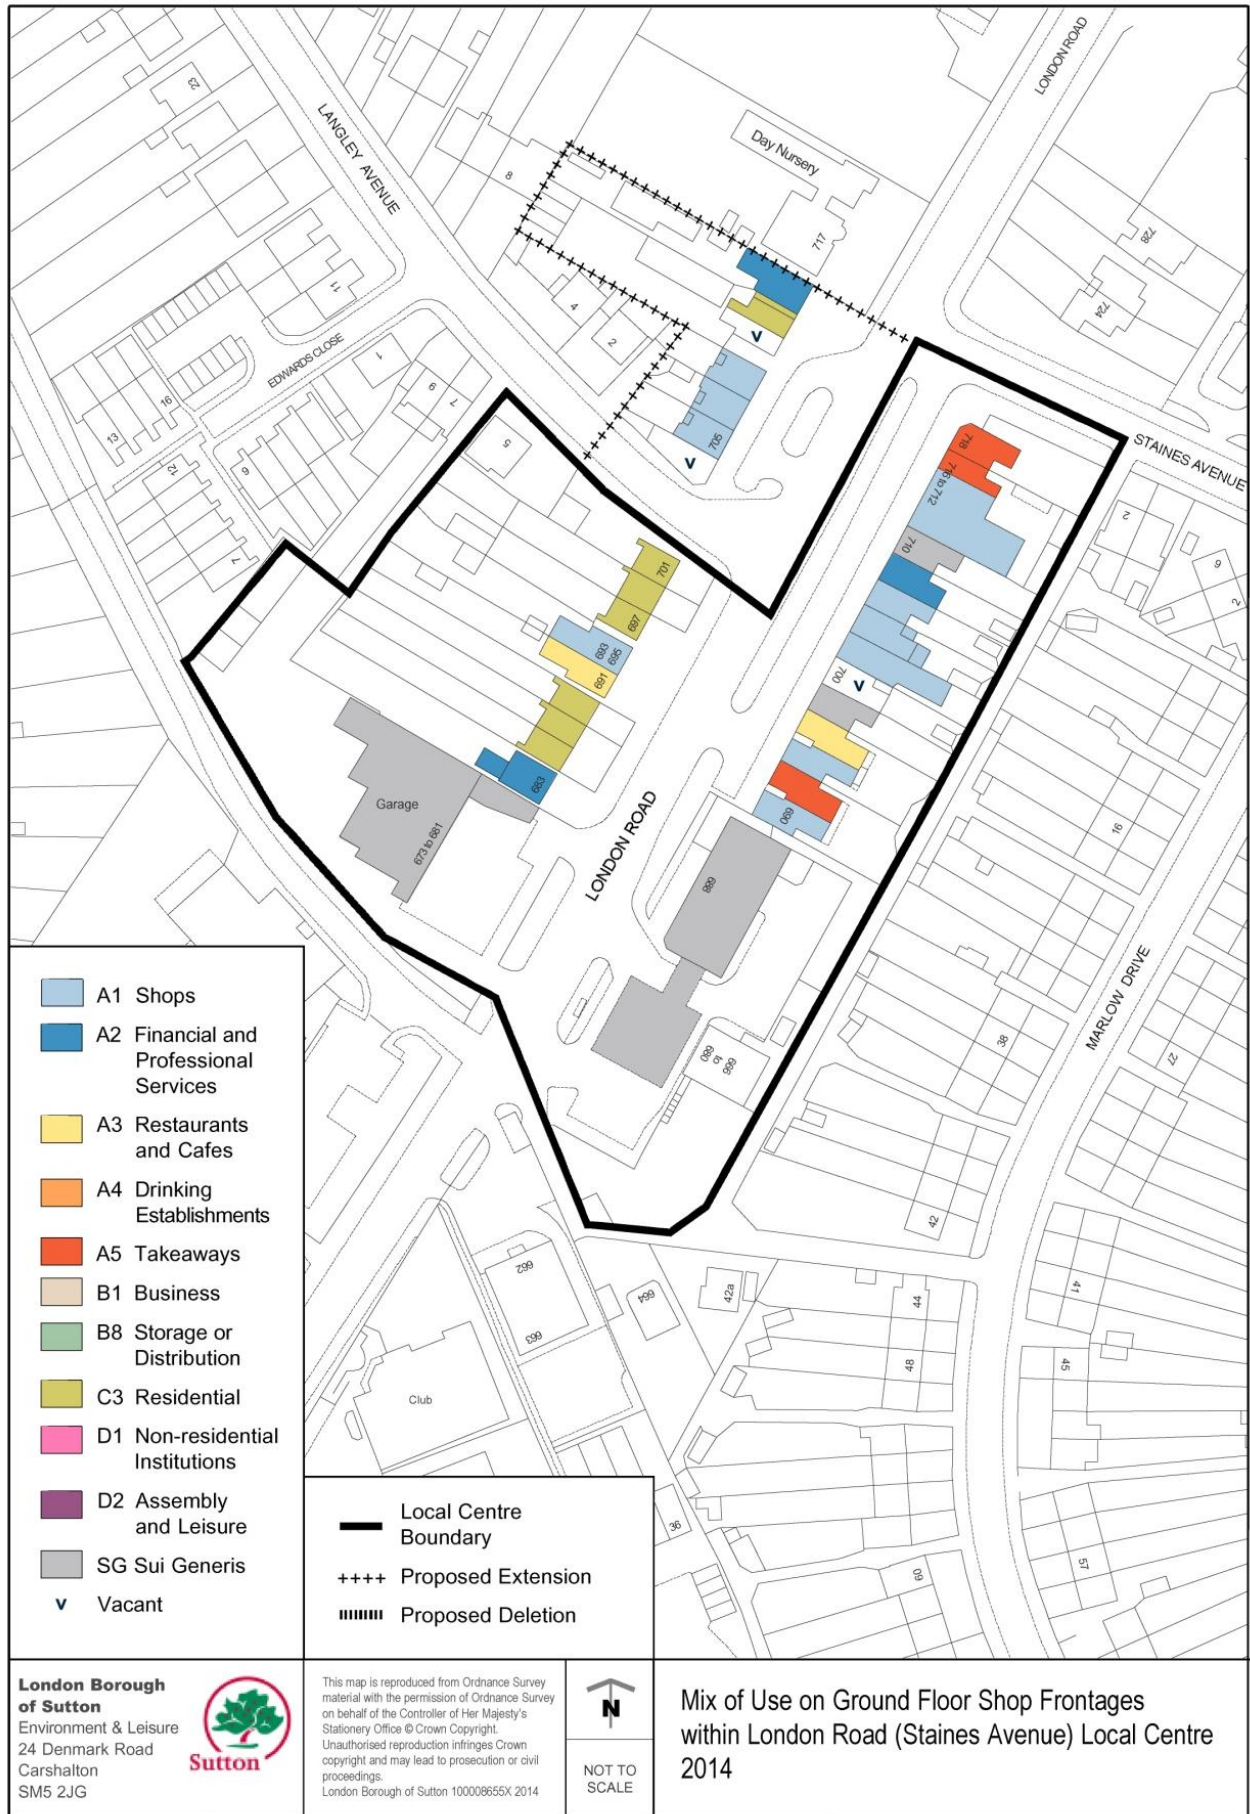 LONDON ROAD
LANGLEY AVENUE
Day Nursery
23
8
717
728
724
11
4
2
EDWARDS CLOSE
1
9
7
16
13
12
6
7
5
V
705
V
STAINES AVENUE
718
716 to 712
710
2
9
2
701
697
693
695
691
700
V
683
Garage
673 to 681
690
LONDON ROAD
688
16
MARLOW DRIVE
38
27
680
to
666
42
41
42a
44
45
48
662
663
664
Club
36
60
57
A1 Shops
A2 Financial and
Professional
Services
A3 Restaurants
and Cafes
A4 Drinking
Establishments
A5 Takeaways
B1 Business
B8 Storage or
Distribution
C3 Residential
D1 Non-residential
Institutions
D2 Assembly
and Leisure
SG Sui Generis
V Vacant
Local Centre
Boundary
++++ Proposed Extension
Proposed Deletion
London Borough
of Sutton
Environment & Leisure
24 Denmark Road
Carshalton
SM5 2JG
Sutton
This map is reproduced from Ordnance Survey
material with the permission of Ordnance Survey
on behalf of the Controller of Her Majesty's
Stationery Office © Crown Copyright.
Unauthorised reproduction infringes Crown
copyright and may lead to prosecution or civil
proceedings.
London Borough of Sutton 100008655X 2014
N
NOT TO
SCALE
Mix of Use on Ground Floor Shop Frontages
within London Road (Staines Avenue) Local Centre
2014